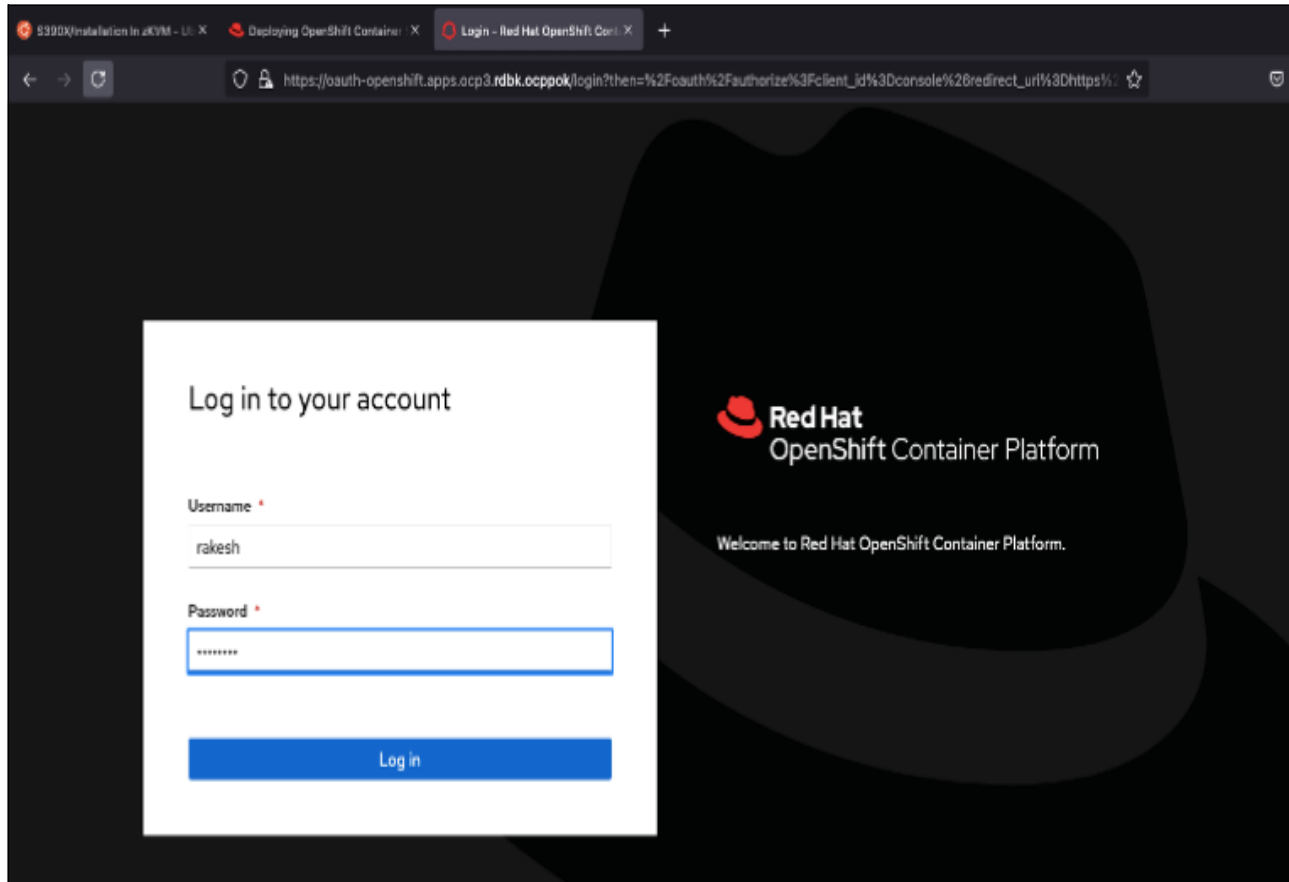 S390X/Installation In zKVM - U
Deploying OpenShift Container
Login - Red Hat OpenShift Cont
https://oauth-openshift.apps.ocp3.rdbk.ocppok/login?then=%2Foauth%2Fauthorize%3Fclient_id%3Dconsole%26redirect_uri%3Dhttps%
Log in to your account
Red Hat
OpenShift Container Platform
Username *
rakesh
Welcome to Red Hat OpenShift Container Platform.
Password *
••••••••
Log in